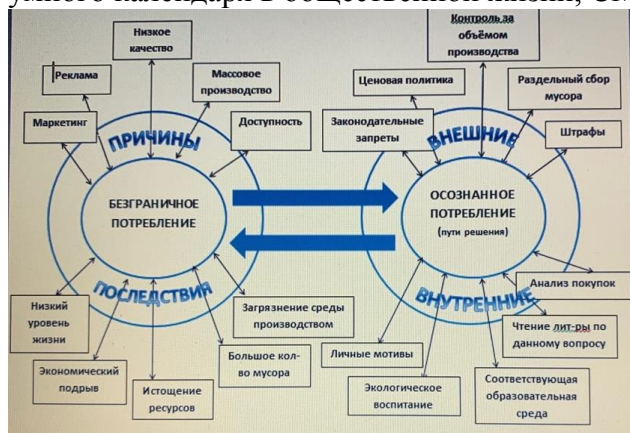 Низкое
качество
Реклама
Массовое
производство
Маркетинг
Доступность
ПРИЧИНЫ
БЕЗГРАНИЧНОЕ
ПОТРЕБЛЕНИЕ
ПОСЛЕДСТВИЯ
Низкий
уровень
жизни
Экономический
подрыв
Истощение
ресурсов
Большое кол-
во мусора
Загрязнение среды
производством
Контроль за
объёмом
производства
Ценовая политика
Раздельный сбор
мусора
Законодательные
запреты
Штрафы
ВНЕШНИЕ
ОСОЗНАННОЕ
ПОТРЕБЛЕНИЕ
(пути решения)
ВНУТРЕННИЕ
Анализ покупок
Чтение лит-ры по
данному вопросу
Личные мотивы
Экологическое
воспитание
Соответствующая
образовательная
среда